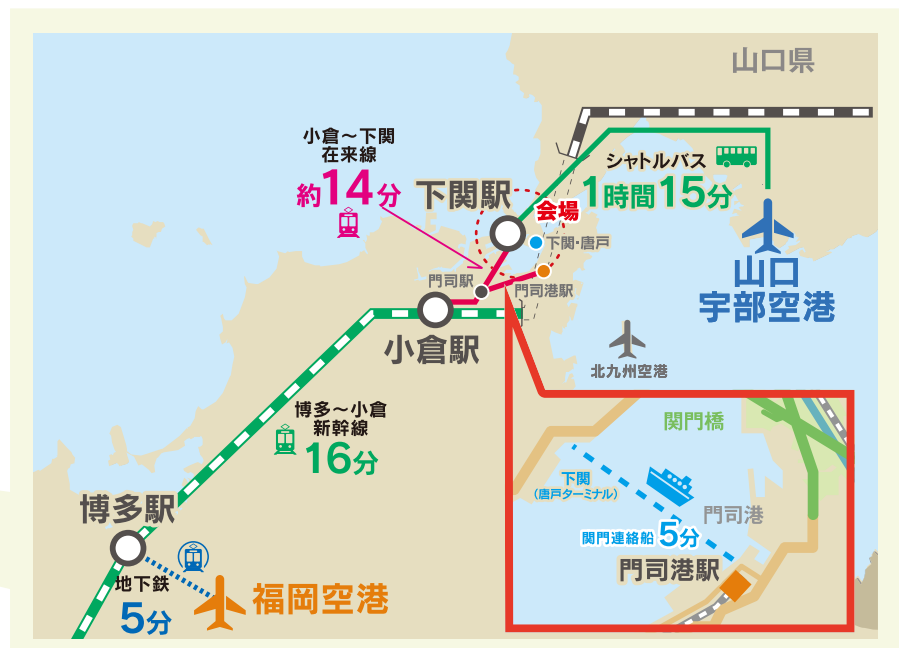 山口県
小倉～下関
在来線
約14分
下関駅
シャトルバス
1時間15分
会場
下関・唐戸
山口
宇部空港
門司駅
門司港駅
小倉駅
北九州空港
博多～小倉
新幹線
16分
関門橋
下関
(唐戸ターミナル)
門司港
関門連絡船 5分
門司港駅
博多駅
地下鉄
5分
福岡空港